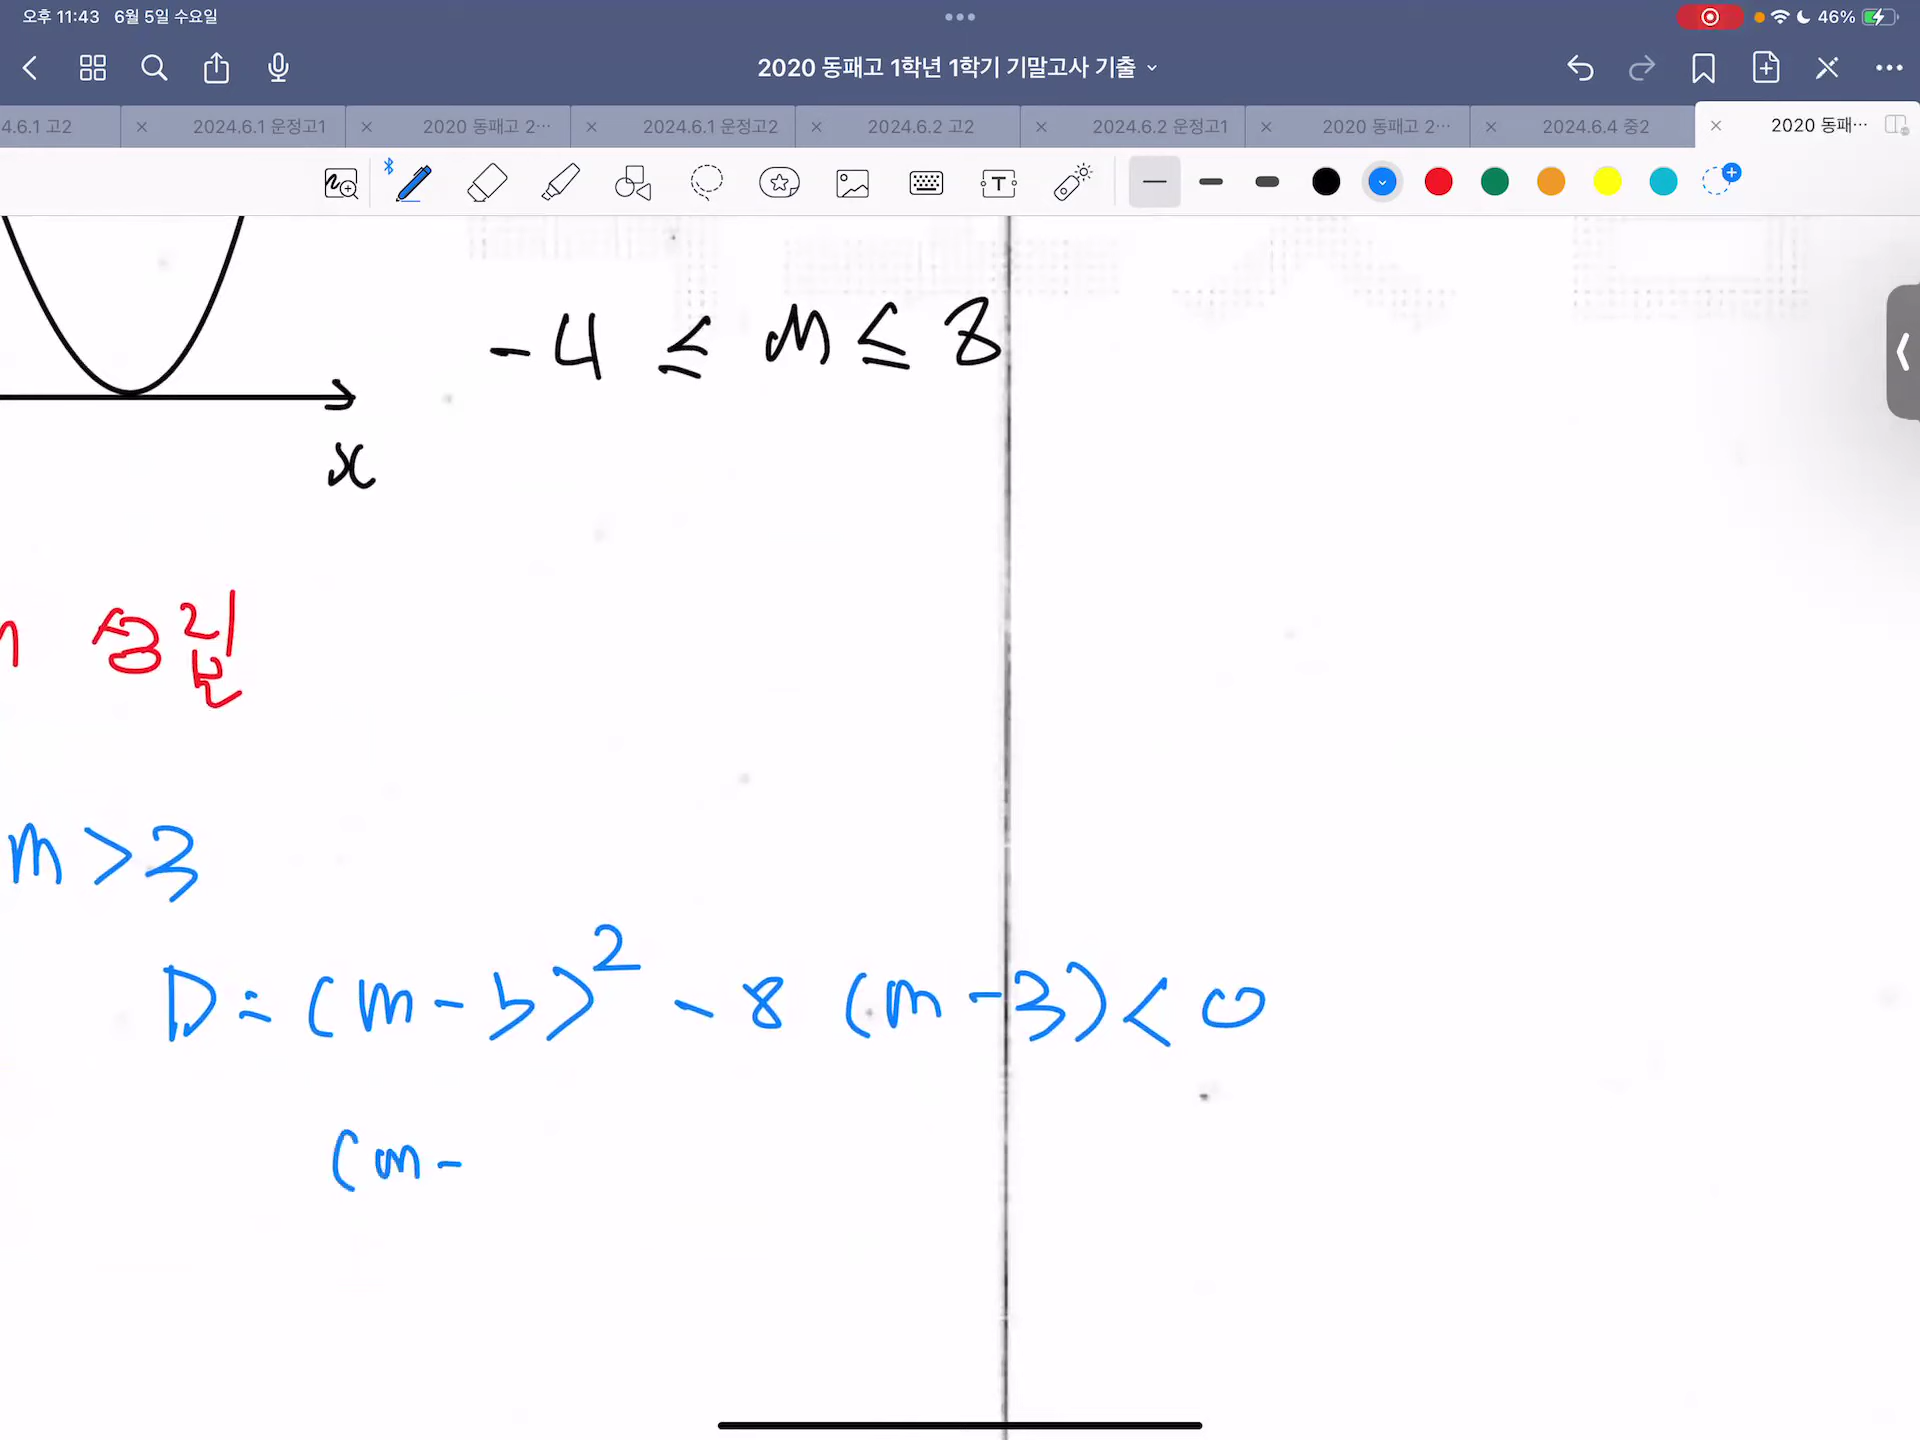 오후 11:43 6월 5일 수요일
46%
2020 동패고 1학년 1학기 기말고사 기출
4.6.1 고2
2024.6.1 운정고1
2020 동패고 2…
2024.6.1 운정고2
2024.6.2 고2
2024.6.2 운정고1
2020 동패고 2…
2024.6.4 중2
2020 동패…
T
-4 ≤ m ≤ 8
x
성립
m > 3
D = (m - 5)² - 8 (m - 3) < 0
(m -